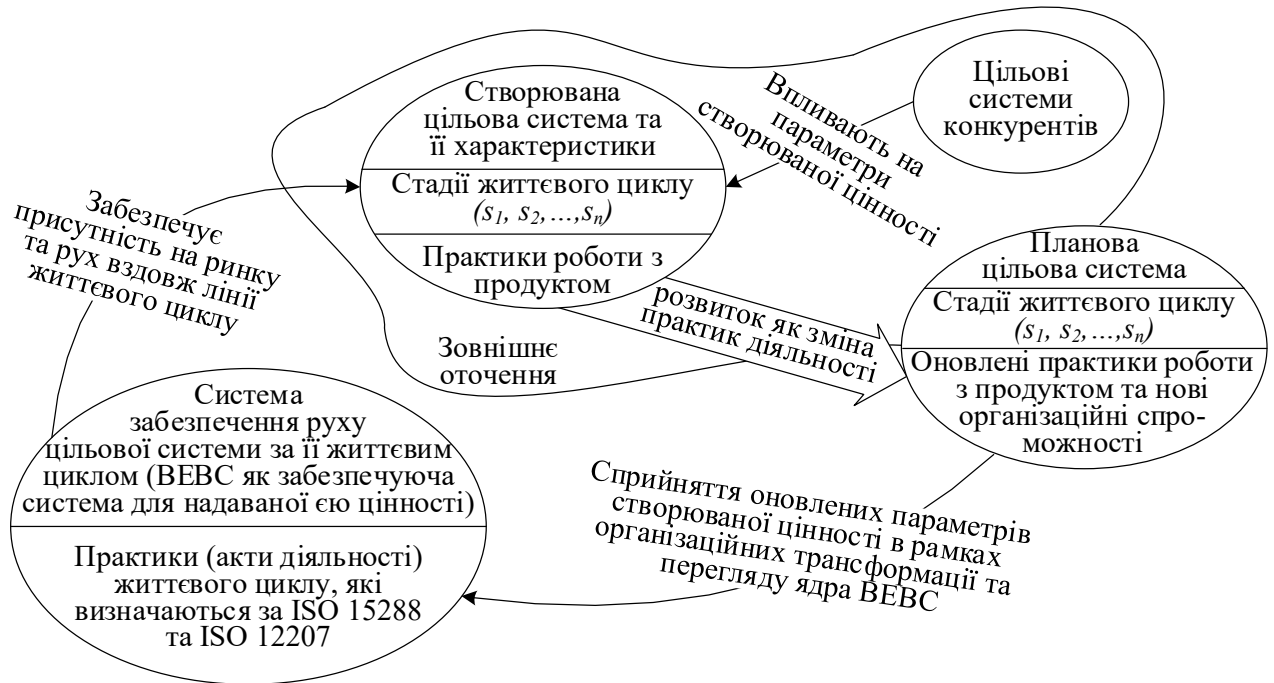 Створювана
цільова система та
її характеристики
Стадії життєвого циклу
(s1, s2,…,sn)
Практики роботи з
продуктом
Впливають на
параметри
створюваної цінності
Цільові
системи
конкурентів
Забезпечує
присутність на ринку
та рух вздовж лінії
життєвого циклу
Планова
цільова система
Стадії життєвого циклу
(s1, s2,…,sn)
Оновлені практики роботи
з продуктом та нові
організаційні спро-
можності
розвиток як зміна
практик діяльності
Зовнішнє
оточення
Система
забезпечення руху
цільової системи за її життєвим
циклом (ВЕВС як забезпечуюча
система для надаваної єю цінності)
Практики (акти діяльності)
життєвого циклу, які
визначаються за ISO 15288
та ISO 12207
Сприйняття оновлених параметрів
створюваної цінності в рамках
організаційних трансформації та
перегляду ядра ВЕВС